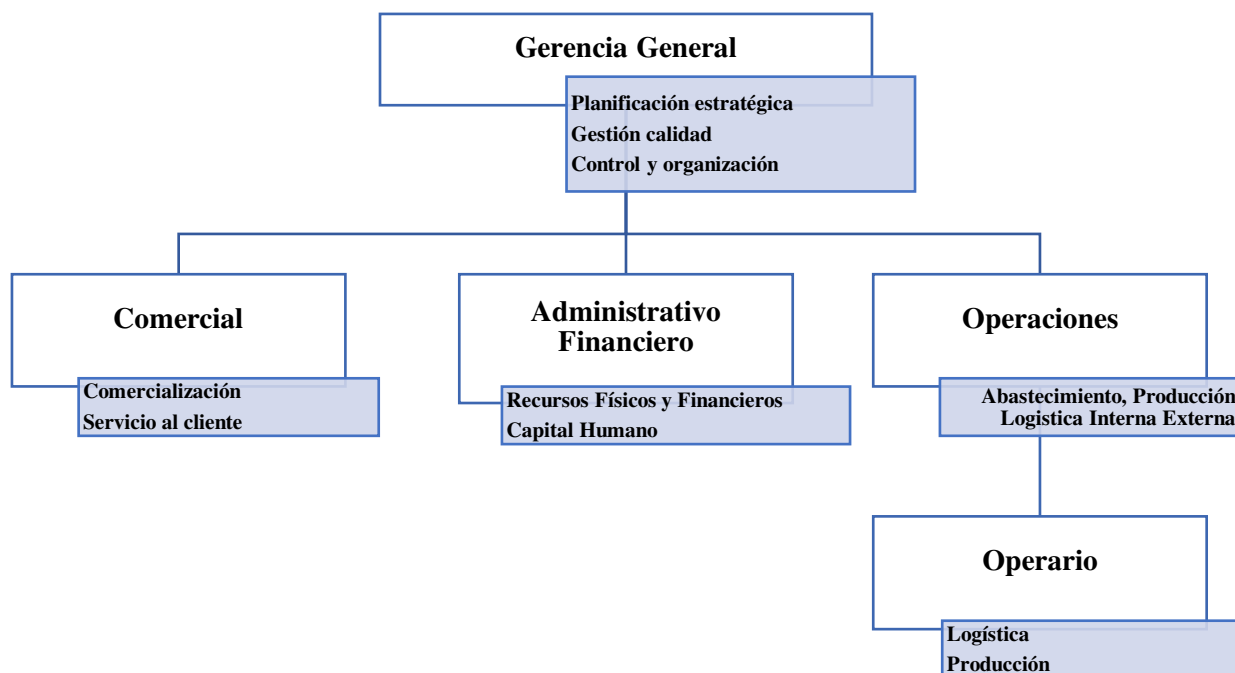 Gerencia General
Planificación estratégica
Gestión calidad
Control y organización
Comercial
Comercialización
Servicio al cliente
Administrativo
Financiero
Recursos Físicos y Financieros
Capital Humano
Operaciones
Abastecimiento, Producción
Logistica Interna Externa
Operario
Logística
Producción